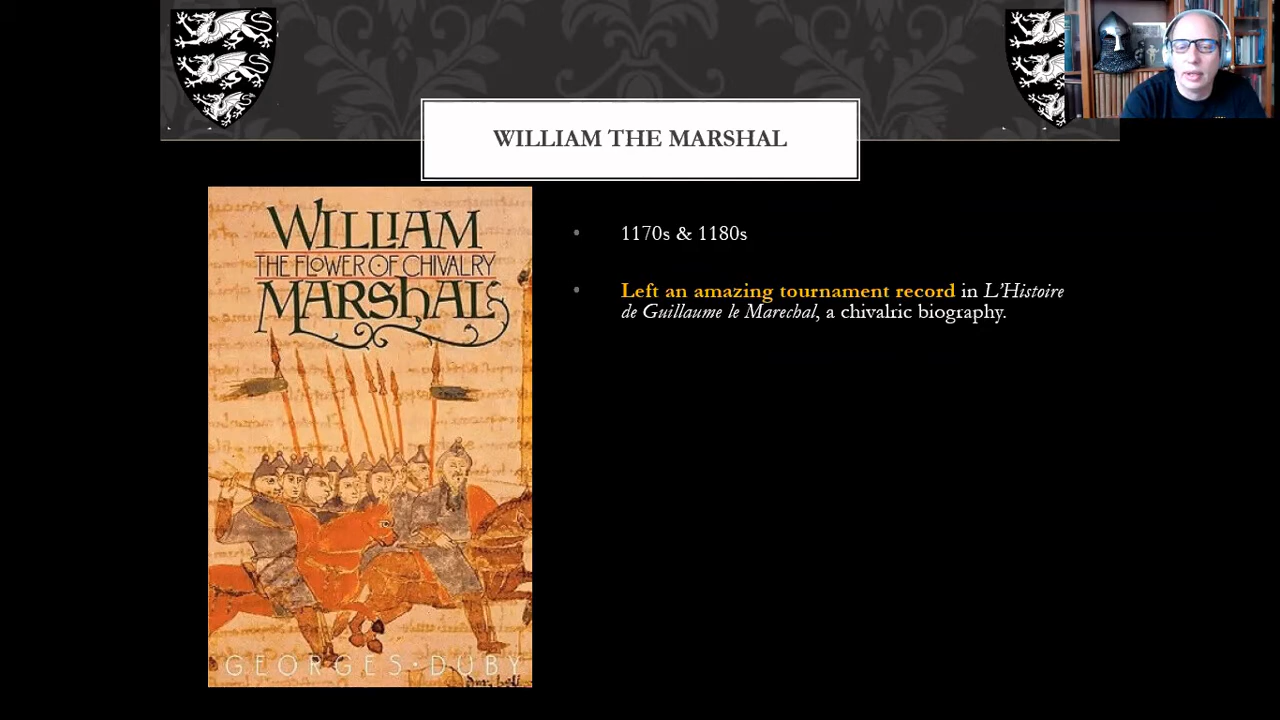 WILLIAM THE MARSHAL
WILLIAM
THE FLOWER OF CHIVALRY
MARSHAL
GEORGES · DUBY
• 1170s & 1180s
• Left an amazing tournament record in L'Histoire
de Guillaume le Marechal, a chivalric biography.